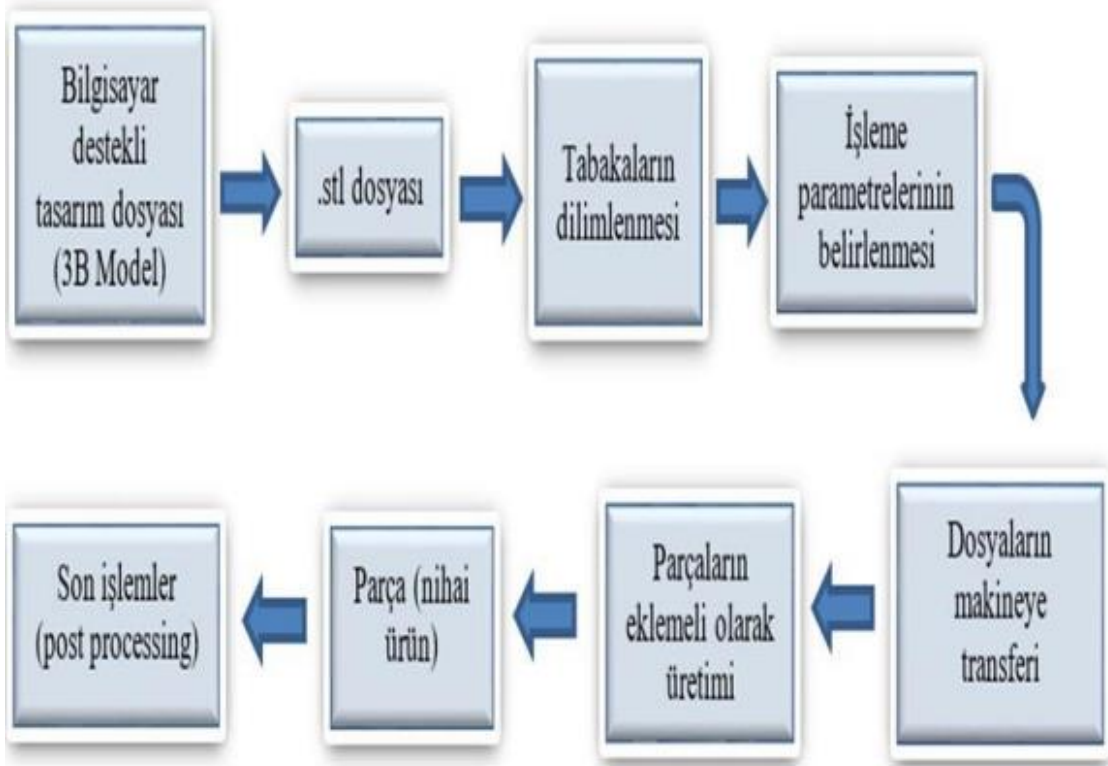 Bilgisayar
destekli
tasarım dosyası
(3B Model)
.stl dosyası
Tabakaların
dilimlenmesi
İşleme
parametrelerinin
belirlenmesi
Dosyaların
makineye
transferi
Parçaların
eklemeli olarak
üretimi
Parça (nihai
ürün)
Son işlemler
(post processing)